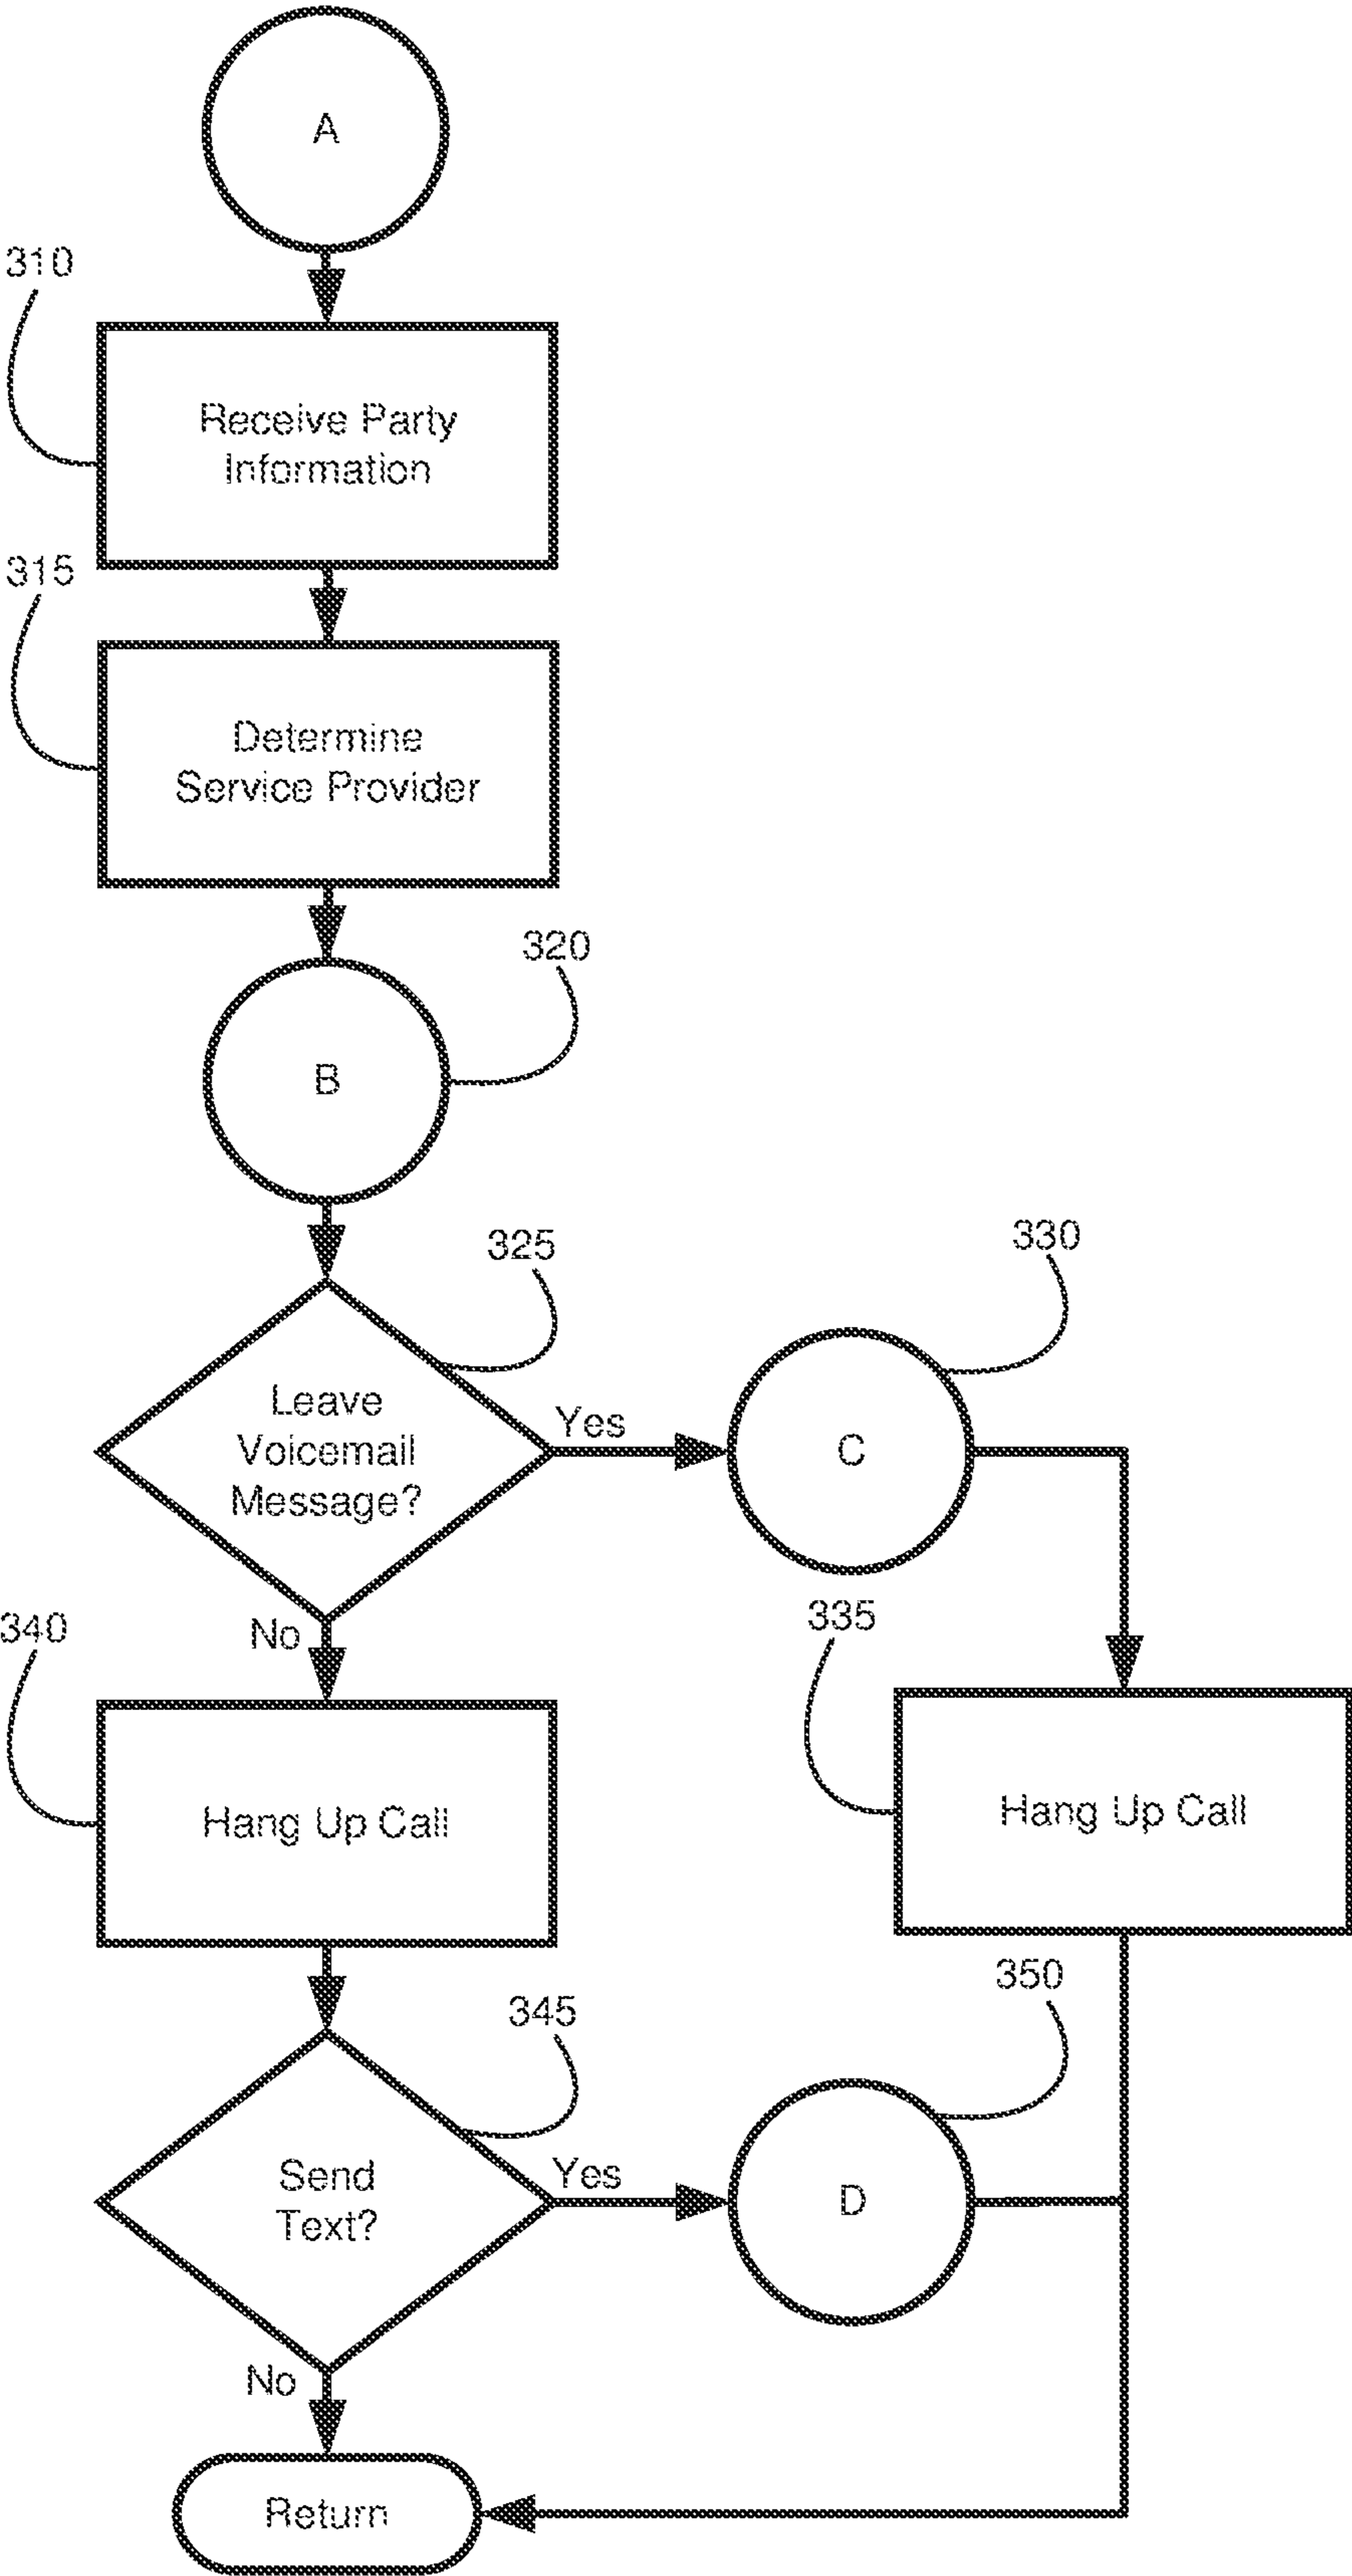 A
310
Receive Party
Information
315
Determine
Service Provider
320
B
325
330
Leave
Voicemail
Message?
Yes
C
No
340
335
Hang Up Call
Hang Up Call
345
350
Send
Text?
Yes
D
No
Return